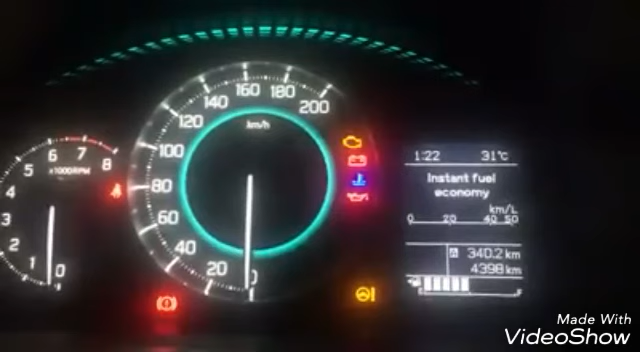 5 6 7 8
x1000RPM
4
3
2
1
0
160
140 180
120 200
km/h
100
80
60
40
20
0
1:22 31°C
Instant fuel
economy
km/L
0 20 40 50
A 340.2 km
4398 km
Made With
VideoShow